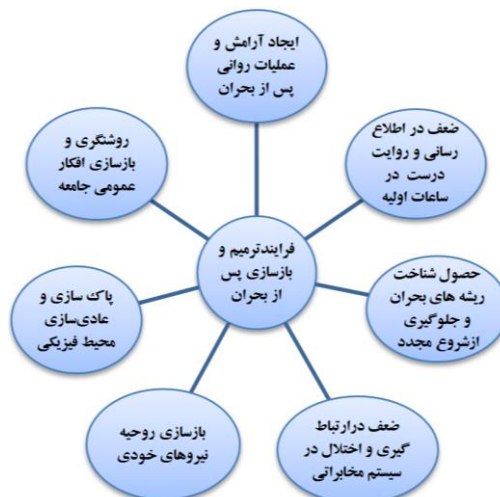 ایجاد آرامش و
عملیات روانی
پس از بحران
ضعف در اطلاع
رسانی و روایت
درست در
ساعات اولیه
حصول شناخت
ریشه های بحران
و جلوگیری
ازشروع مجدد
ضعف درارتباط
گیری و اختلال در
سیستم مخابراتی
بازسازی روحیه
نیروهای خودی
پاک سازی و
عادی‌سازی
محیط فیزیکی
روشنگری و
بازسازی افکار
عمومی جامعه
فرایندترمیم و
بازسازی پس
از بحران